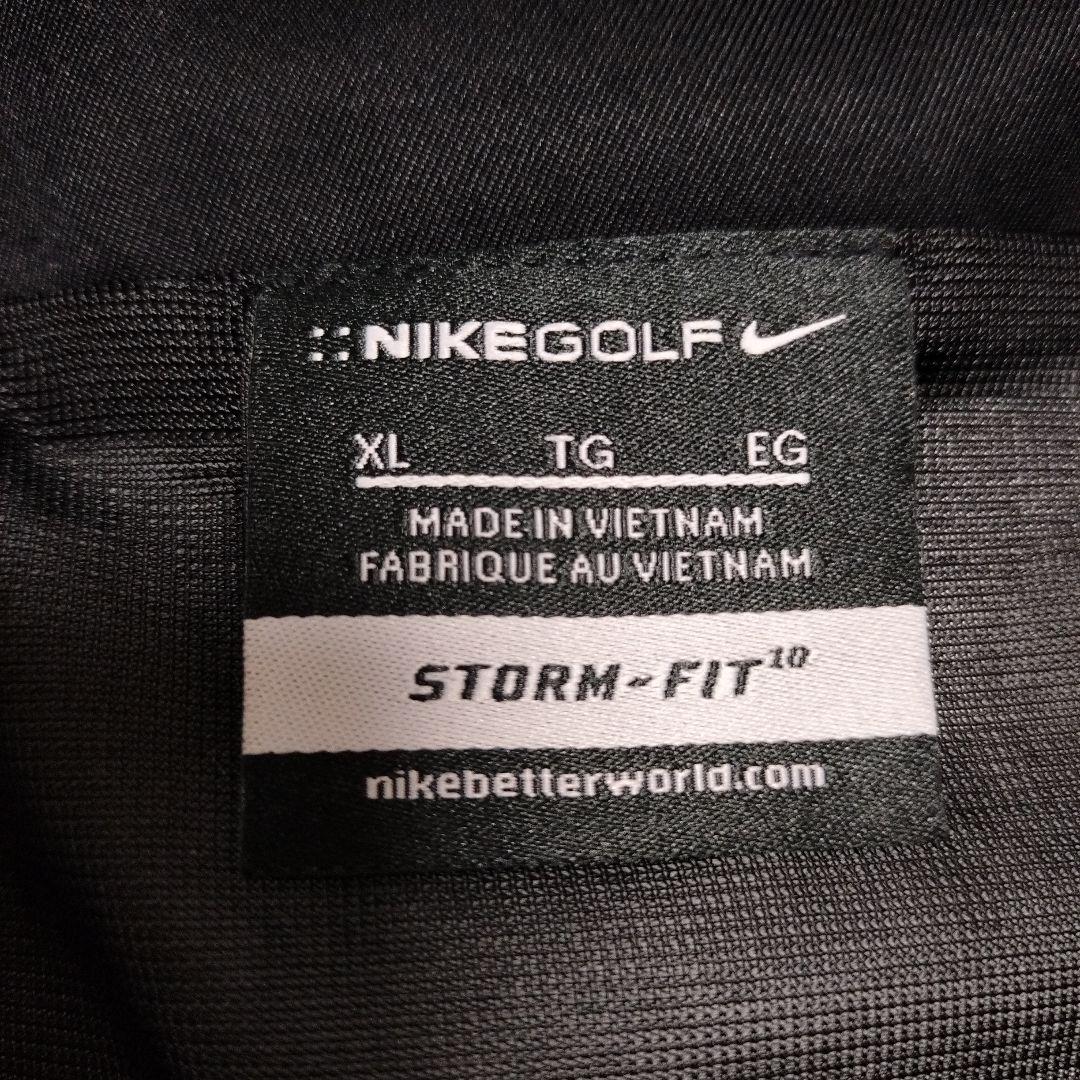 NIKEGOLF
XL TG EG
MADE IN VIETNAM
FABRIQUE AU VIETNAM
STORM-FIT¹⁰
nikebetterworld.com